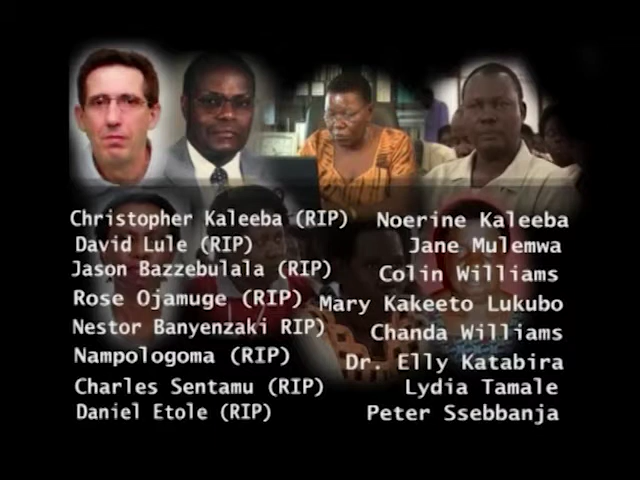 Christopher Kaleeba (RIP)
David Lule (RIP)
Jason Bazzebulala (RIP)
Rose Ojamuge (RIP)
Nestor Banyenzaki RIP)
Nampologoma (RIP)
Charles Sentamu (RIP)
Daniel Etole (RIP)
Noerine Kaleeba
Jane Mulemwa
Colin Williams
Mary Kakeeto Lukubo
Chanda Williams
Dr. Elly Katabira
Lydia Tamale
Peter Ssebbanja